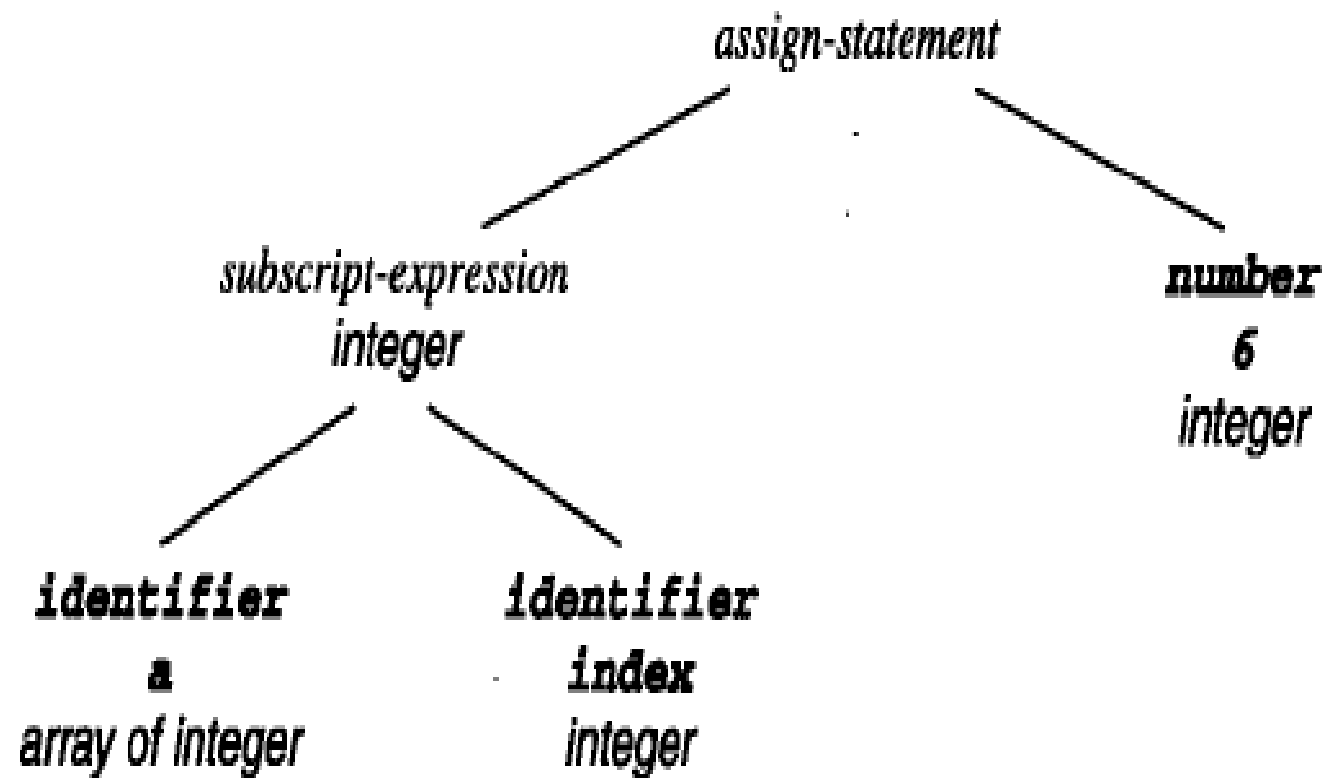 assign-statement
subscript-expression
integer
number
6
integer
identifier
a
array of integer
identifier
index
integer